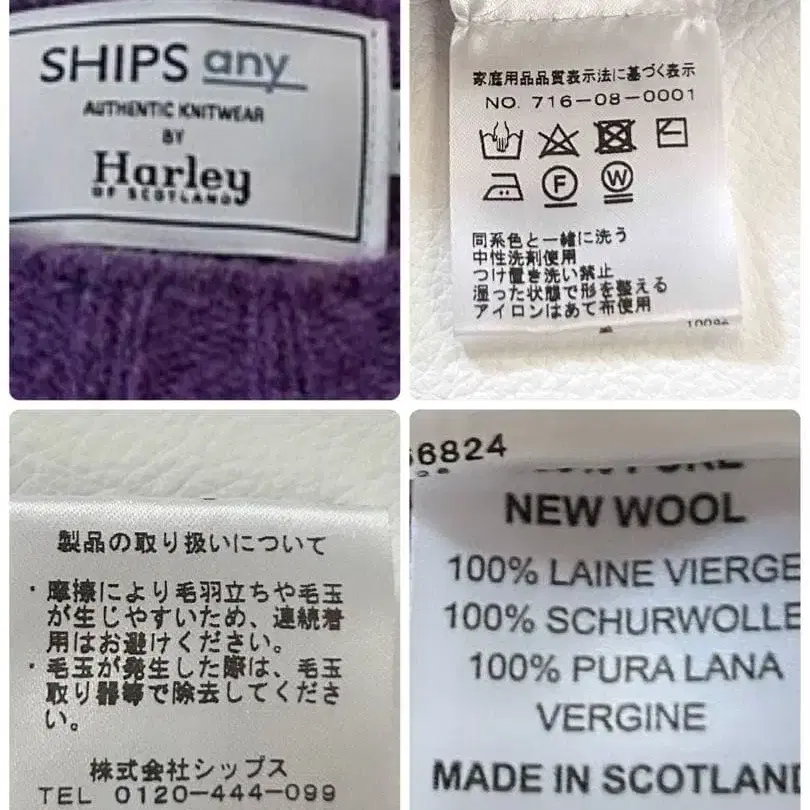 SHIPS any
AUTHENTIC KNITWEAR
BY
Harley
OF SCOTLAND
家庭用品品質表示法に基づく表示
NO. 716-08-0001
F
W
同系色と一緒に洗う
中性洗剤使用
つけ置き洗い禁止
湿った状態で形を整える
アイロンはあて布使用
100%
製品の取り扱いについて
・摩擦により毛羽立ちや毛玉
が生じやすいため、連続着
用はお避けください。
・毛玉が発生した際は、毛玉
取り器等で除去してくださ
い。
株式会社シップス
TEL 0120-444-099
6824
PURE
NEW WOOL
100% LAINE VIERGE
100% SCHURWOLLE
100% PURA LANA
VERGINE
MADE IN SCOTLAND